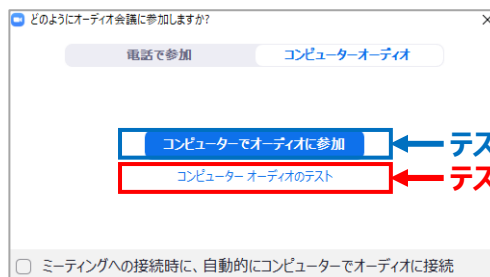 どのようにオーディオ会議に参加しますか?
電話で参加 コンピューターオーディオ
コンピューターでオーディオに参加 テス
コンピューター オーディオのテスト テス
ミーティングへの接続時に、自動的にコンピューターでオーディオに接続